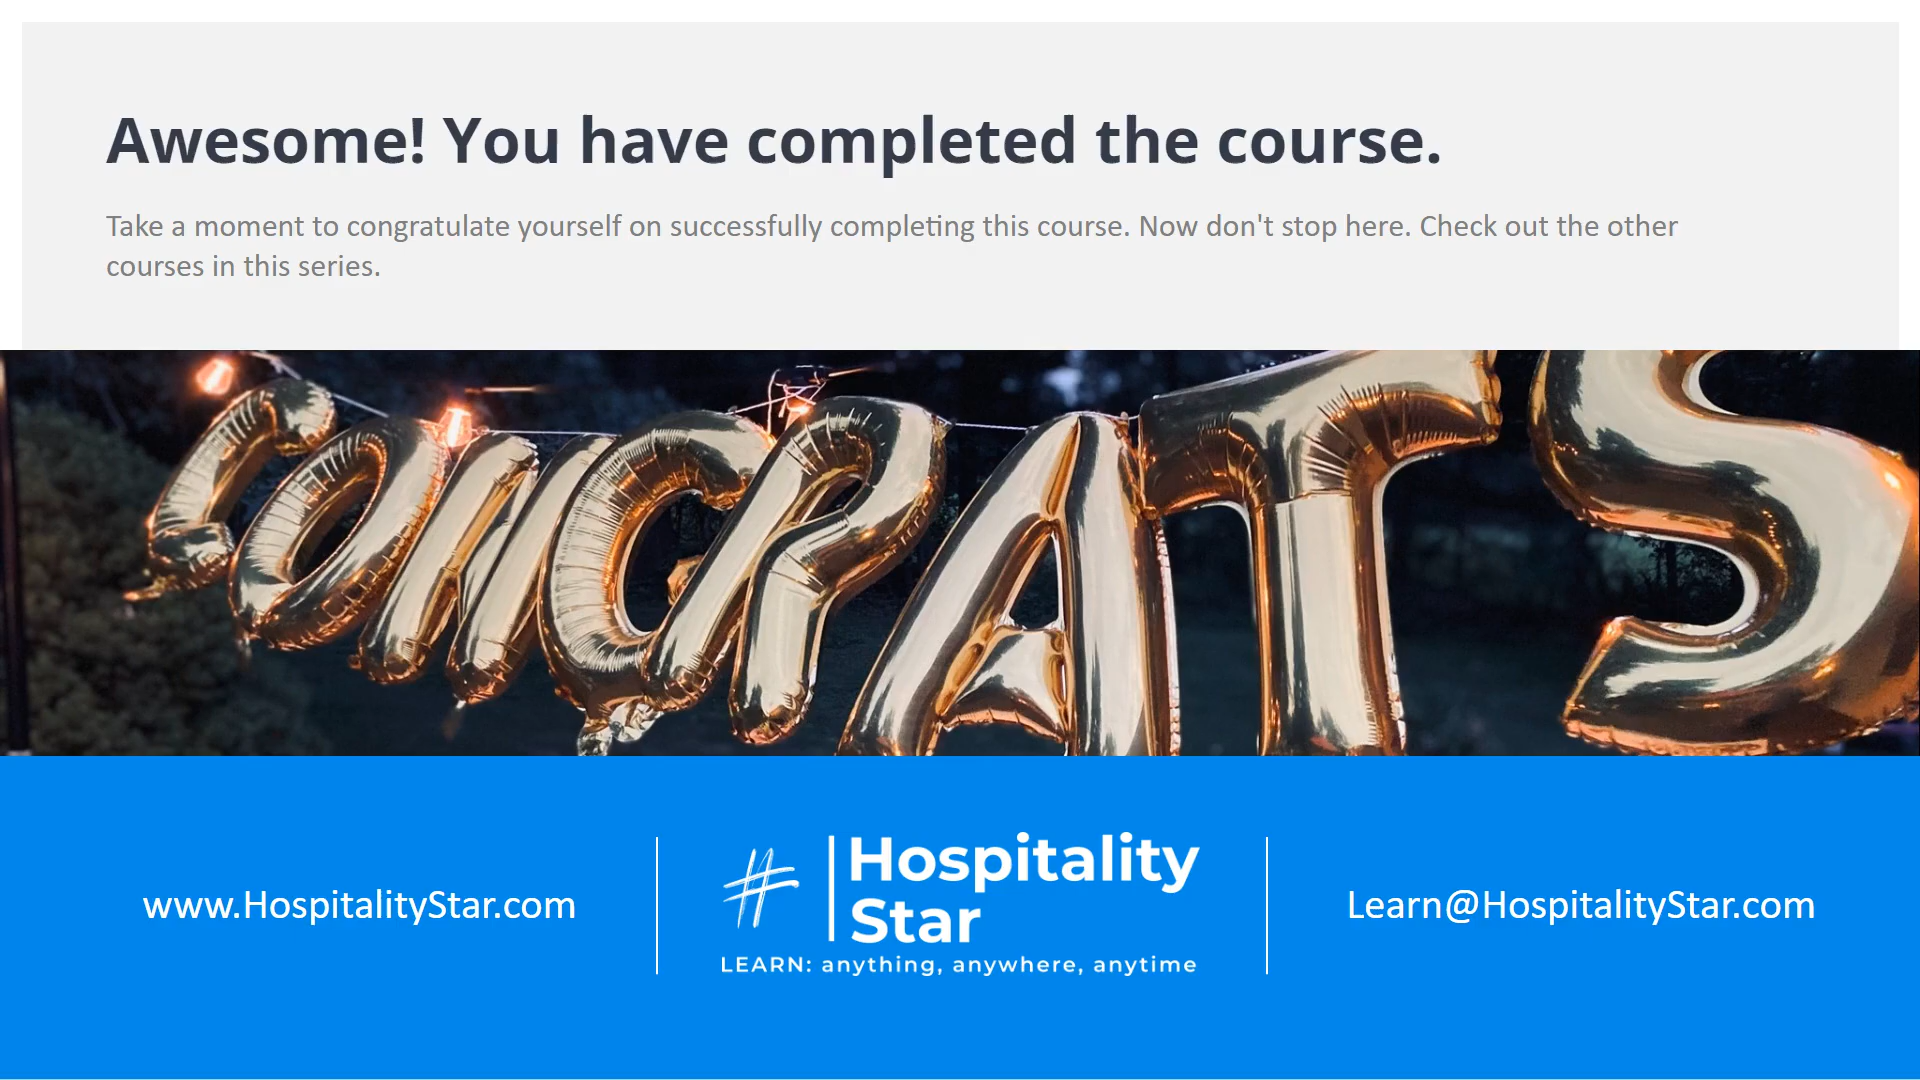 Awesome! You have completed the course.
Take a moment to congratulate yourself on successfully completing this course. Now don't stop here. Check out the other
courses in this series.
CONGRATS
www.HospitalityStar.com
# Hospitality
Star
LEARN: anything, anywhere, anytime
Learn@HospitalityStar.com